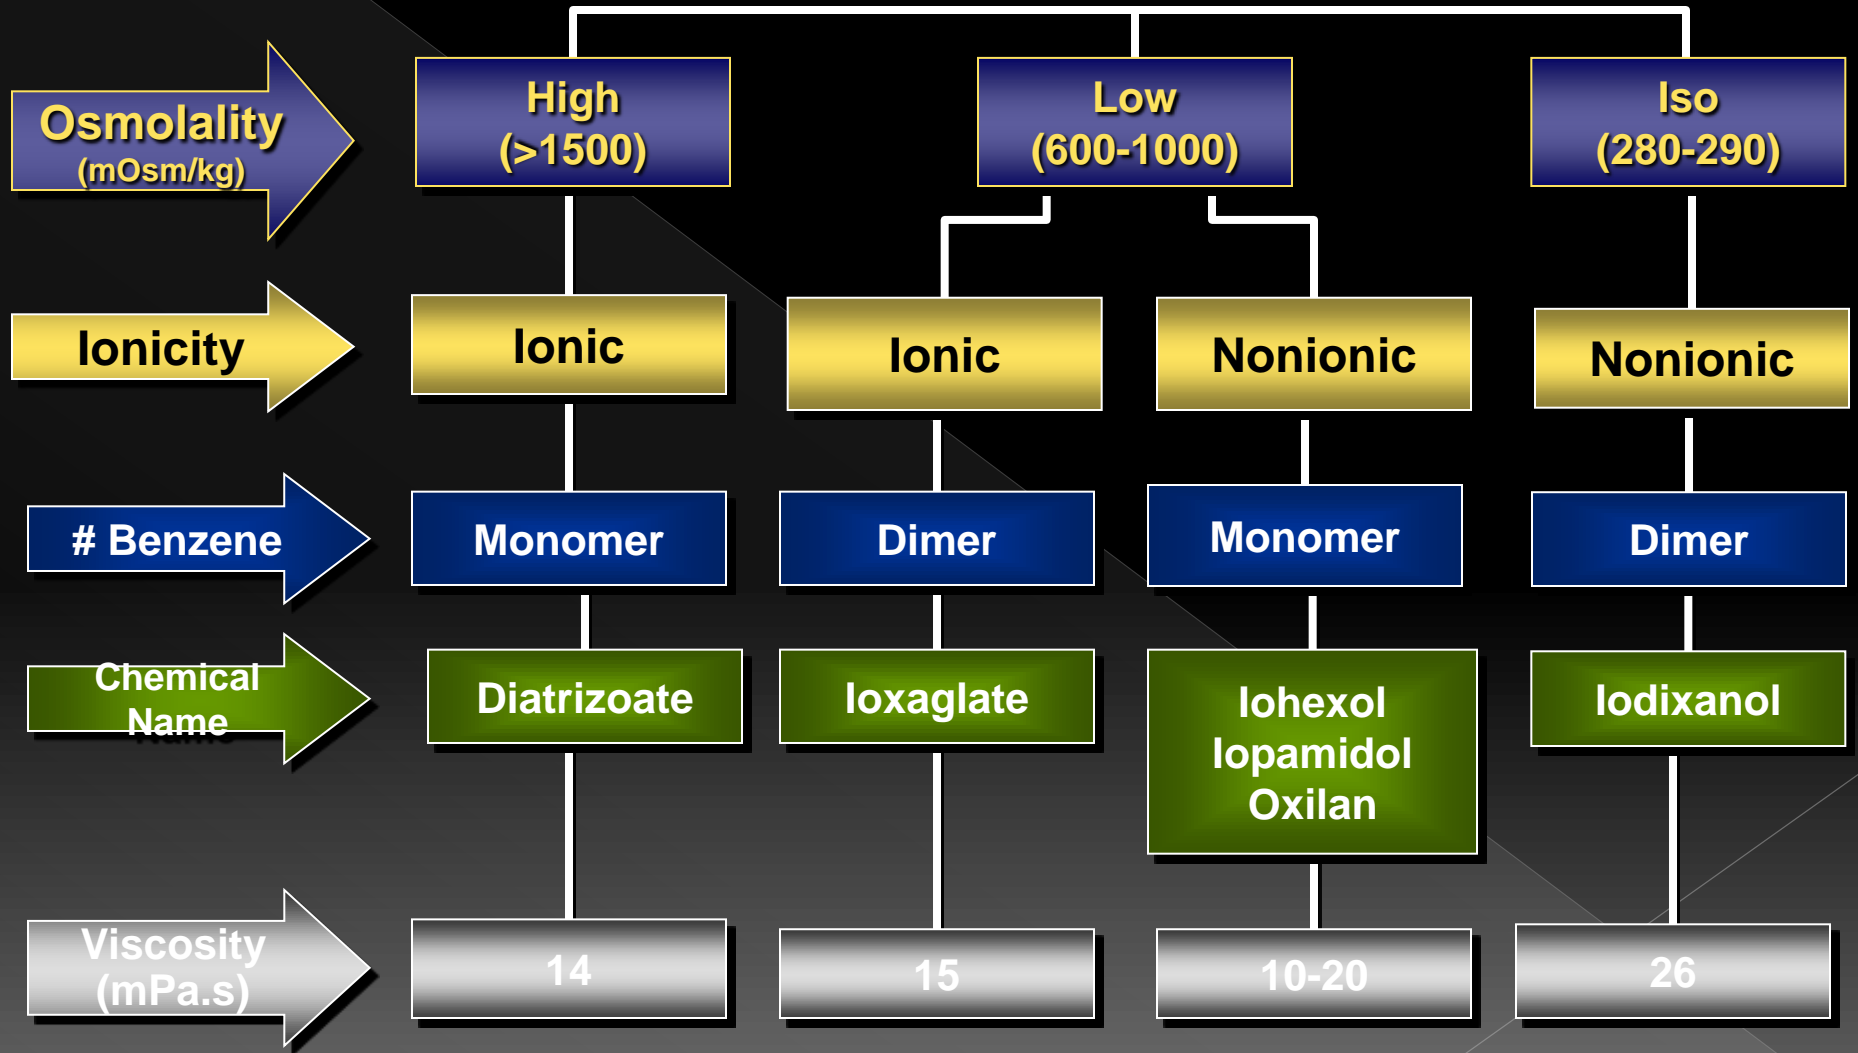 Osmolality
(mOsm/kg)
High
(>1500)
Low
(600-1000)
Iso
(280-290)
Ionicity
Ionic
Ionic
Nonionic
Nonionic
# Benzene
Monomer
Dimer
Monomer
Dimer
Chemical
Name
Diatrizoate
Ioxaglate
Iohexol
Iopamidol
Oxilan
Iodixanol
Viscosity
(mPa.s)
14
15
10-20
26